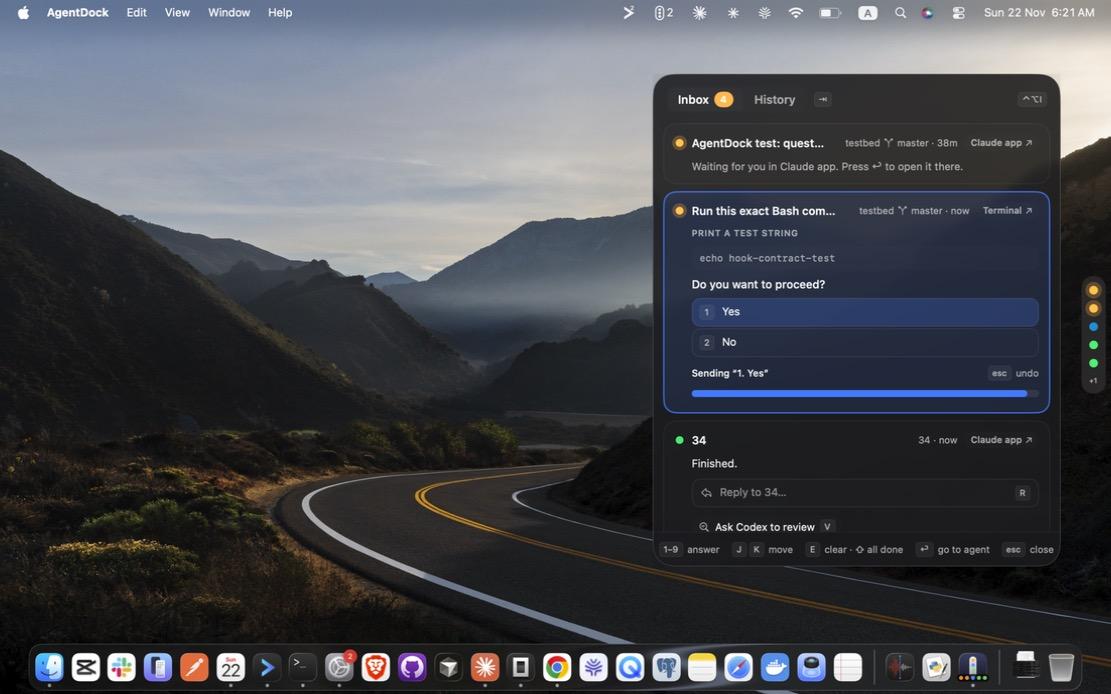 AgentDock Edit View Window Help 2 A Sun 22 Nov 6:21 AM
Inbox 4 History ⇥ ^⌥I
AgentDock test: quest... testbed master · 38m Claude app ↗
Waiting for you in Claude app. Press ↩ to open it there.
Run this exact Bash com... testbed master · now Terminal ↗
PRINT A TEST STRING
echo hook-contract-test
Do you want to proceed?
1 Yes
2 No
Sending “1. Yes” esc undo
+1
34 34 · now Claude app ↗
Finished.
Reply to 34... R
Ask Codex to review V
1–9 answer J K move E clear · ⇧ all done ↩ go to agent esc close
Sun
22
2